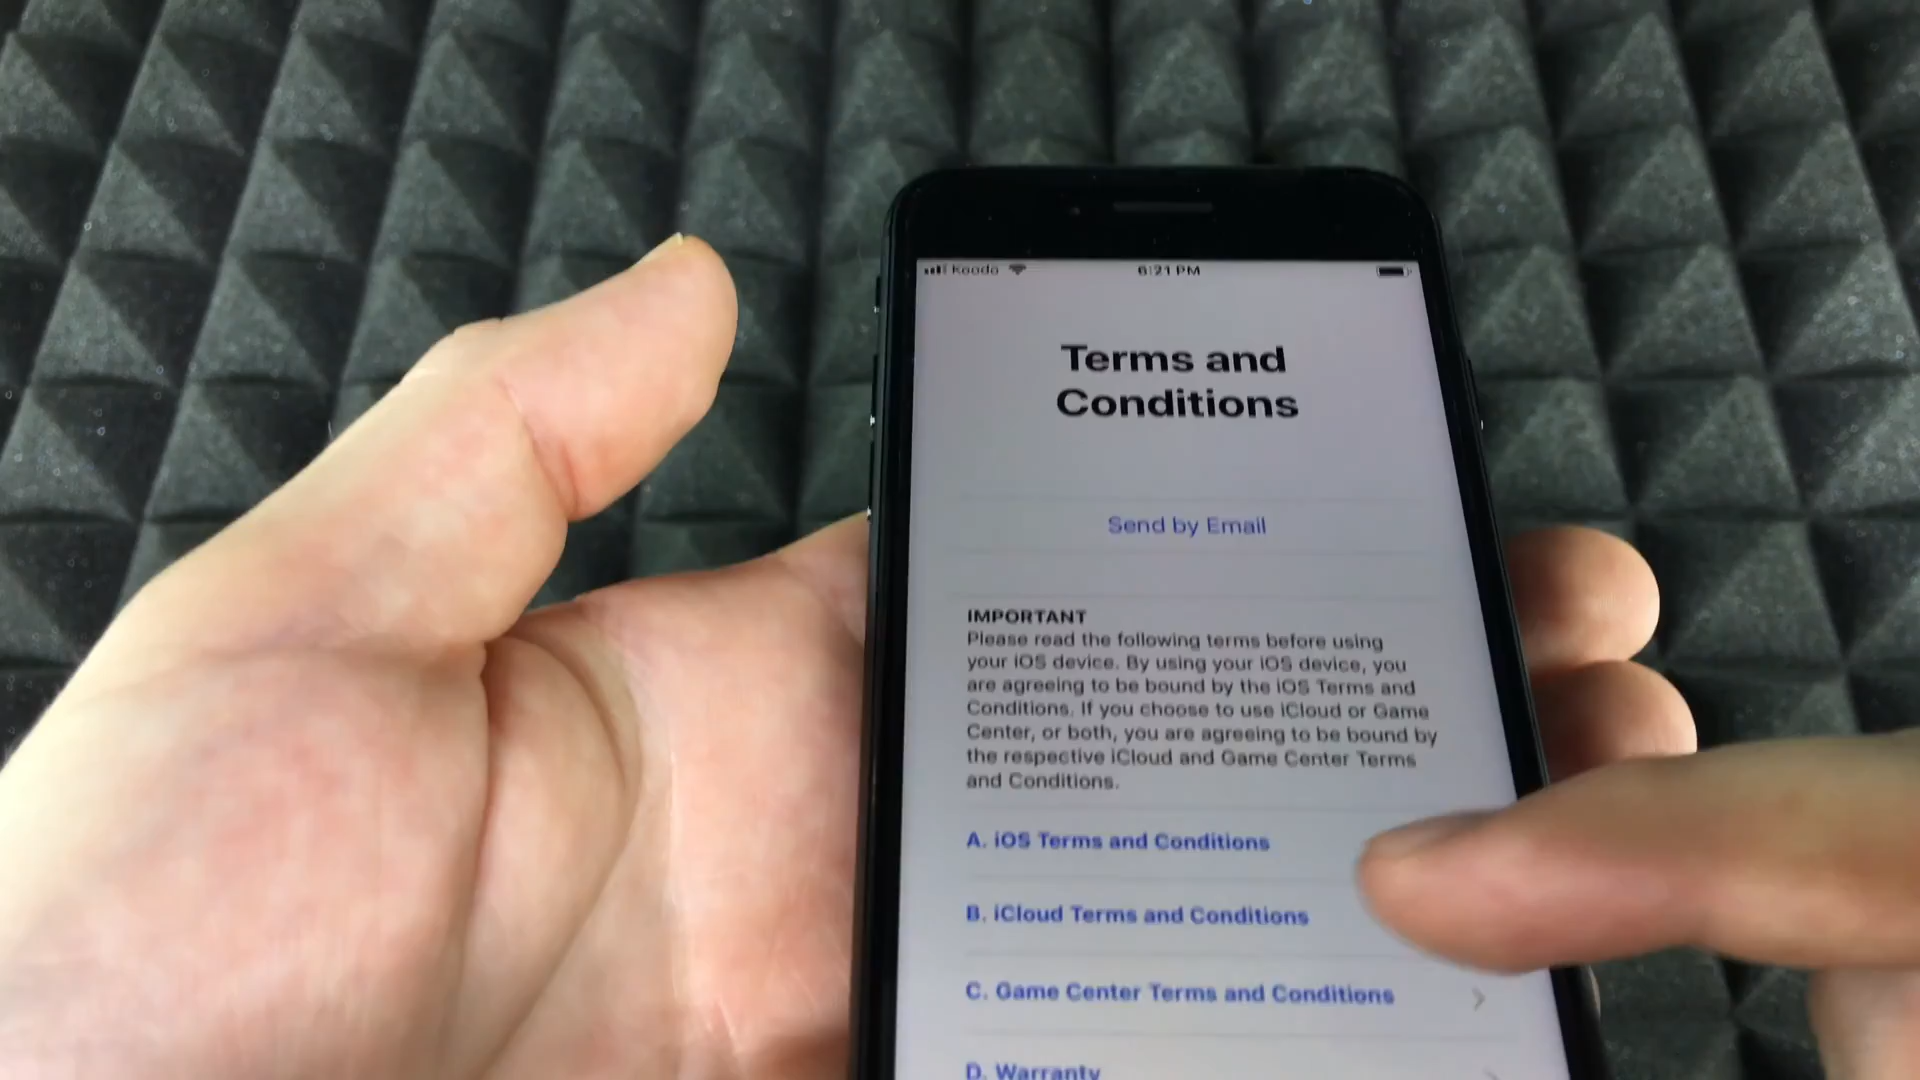 Koodo 6:21 PM
Terms and
Conditions
Send by Email
IMPORTANT
Please read the following terms before using
your iOS device. By using your iOS device, you
are agreeing to be bound by the iOS Terms and
Conditions. If you choose to use iCloud or Game
Center, or both, you are agreeing to be bound by
the respective iCloud and Game Center Terms
and Conditions.
A. iOS Terms and Conditions
B. iCloud Terms and Conditions
C. Game Center Terms and Conditions
D. Warranty